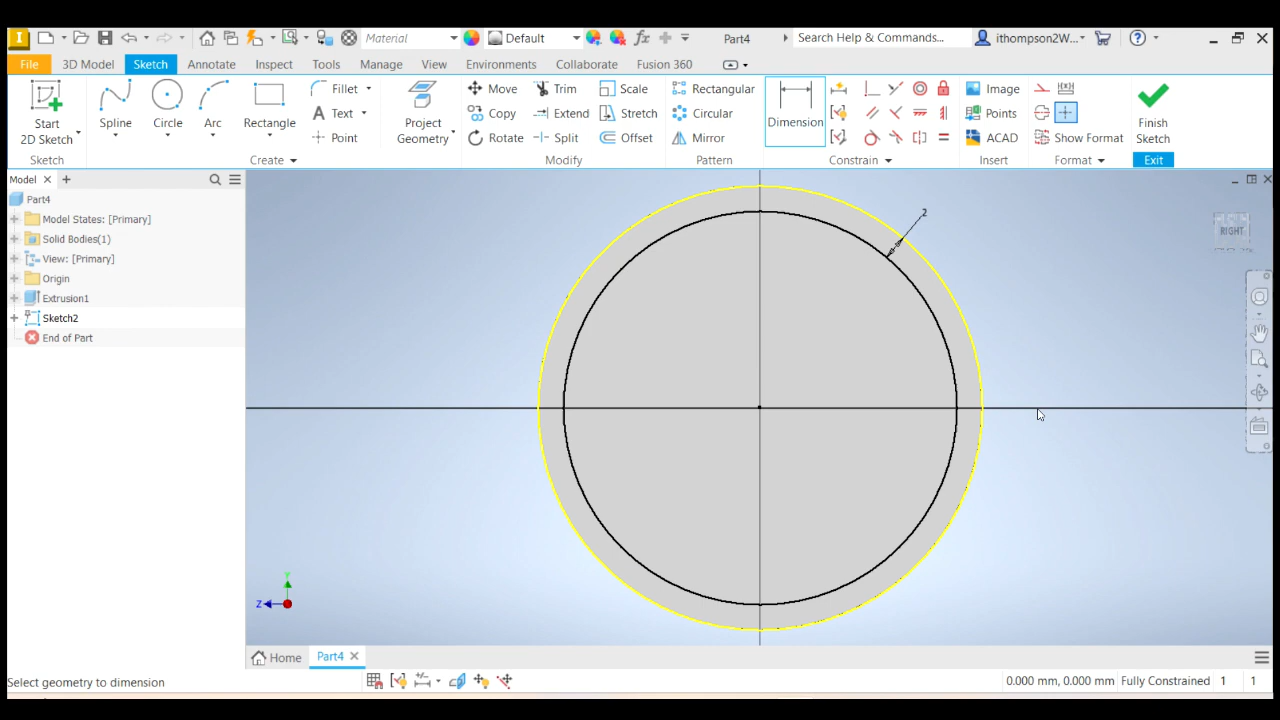 Material
Default
Part4
Search Help & Commands...
ithompson2W...
File
3D Model
Sketch
Annotate
Inspect
Tools
Manage
View
Environments
Collaborate
Fusion 360
Start
2D Sketch
Spline
Circle
Arc
Rectangle
Fillet
Text
Point
Project
Geometry
Move
Copy
Rotate
Trim
Extend
Split
Scale
Stretch
Offset
Rectangular
Circular
Mirror
Dimension
Image
Points
ACAD
Show Format
Finish
Sketch
Sketch
Create
Modify
Pattern
Constrain
Insert
Format
Exit
Model
Part4
Model States: [Primary]
Solid Bodies(1)
View: [Primary]
Origin
Extrusion1
Sketch2
End of Part
2
RIGHT
Y
Z
Home
Part4
Select geometry to dimension
0.000 mm, 0.000 mm
Fully Constrained
1
1